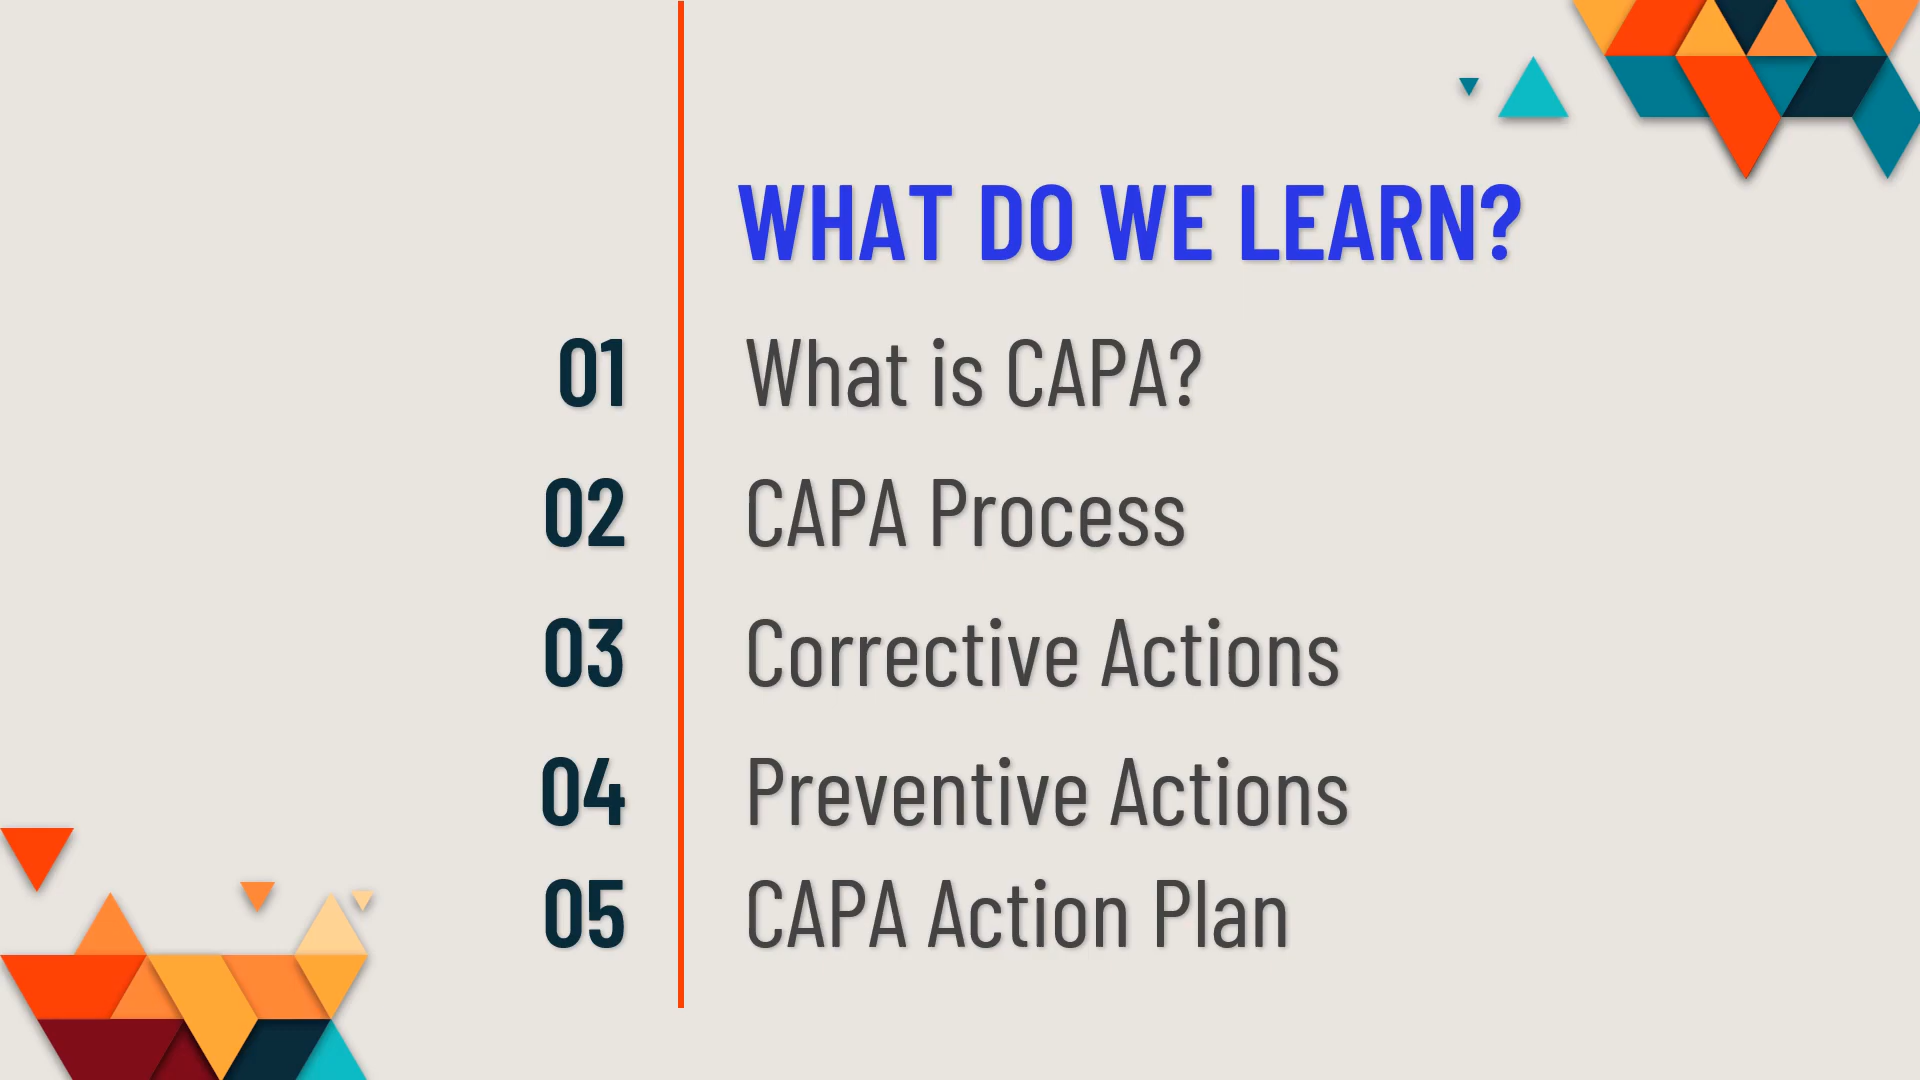 WHAT DO WE LEARN?
01 What is CAPA?
02 CAPA Process
03 Corrective Actions
04 Preventive Actions
05 CAPA Action Plan